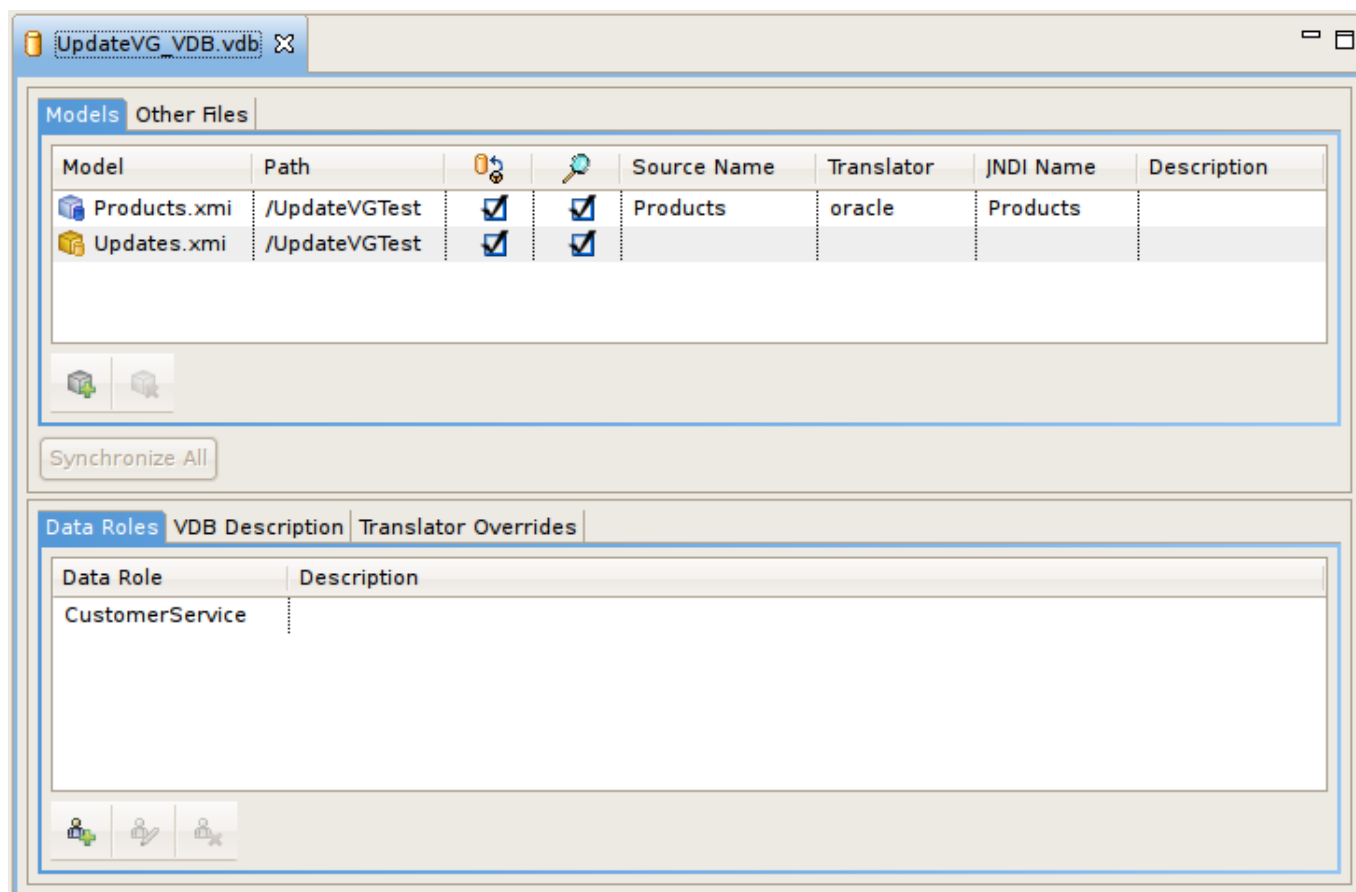 UpdateVG_VDB.vdb
Models Other Files
Model Path Source Name Translator JNDI Name Description
Products.xmi /UpdateVGTest Products oracle Products
Updates.xmi /UpdateVGTest
Synchronize All
Data Roles VDB Description Translator Overrides
Data Role Description
CustomerService